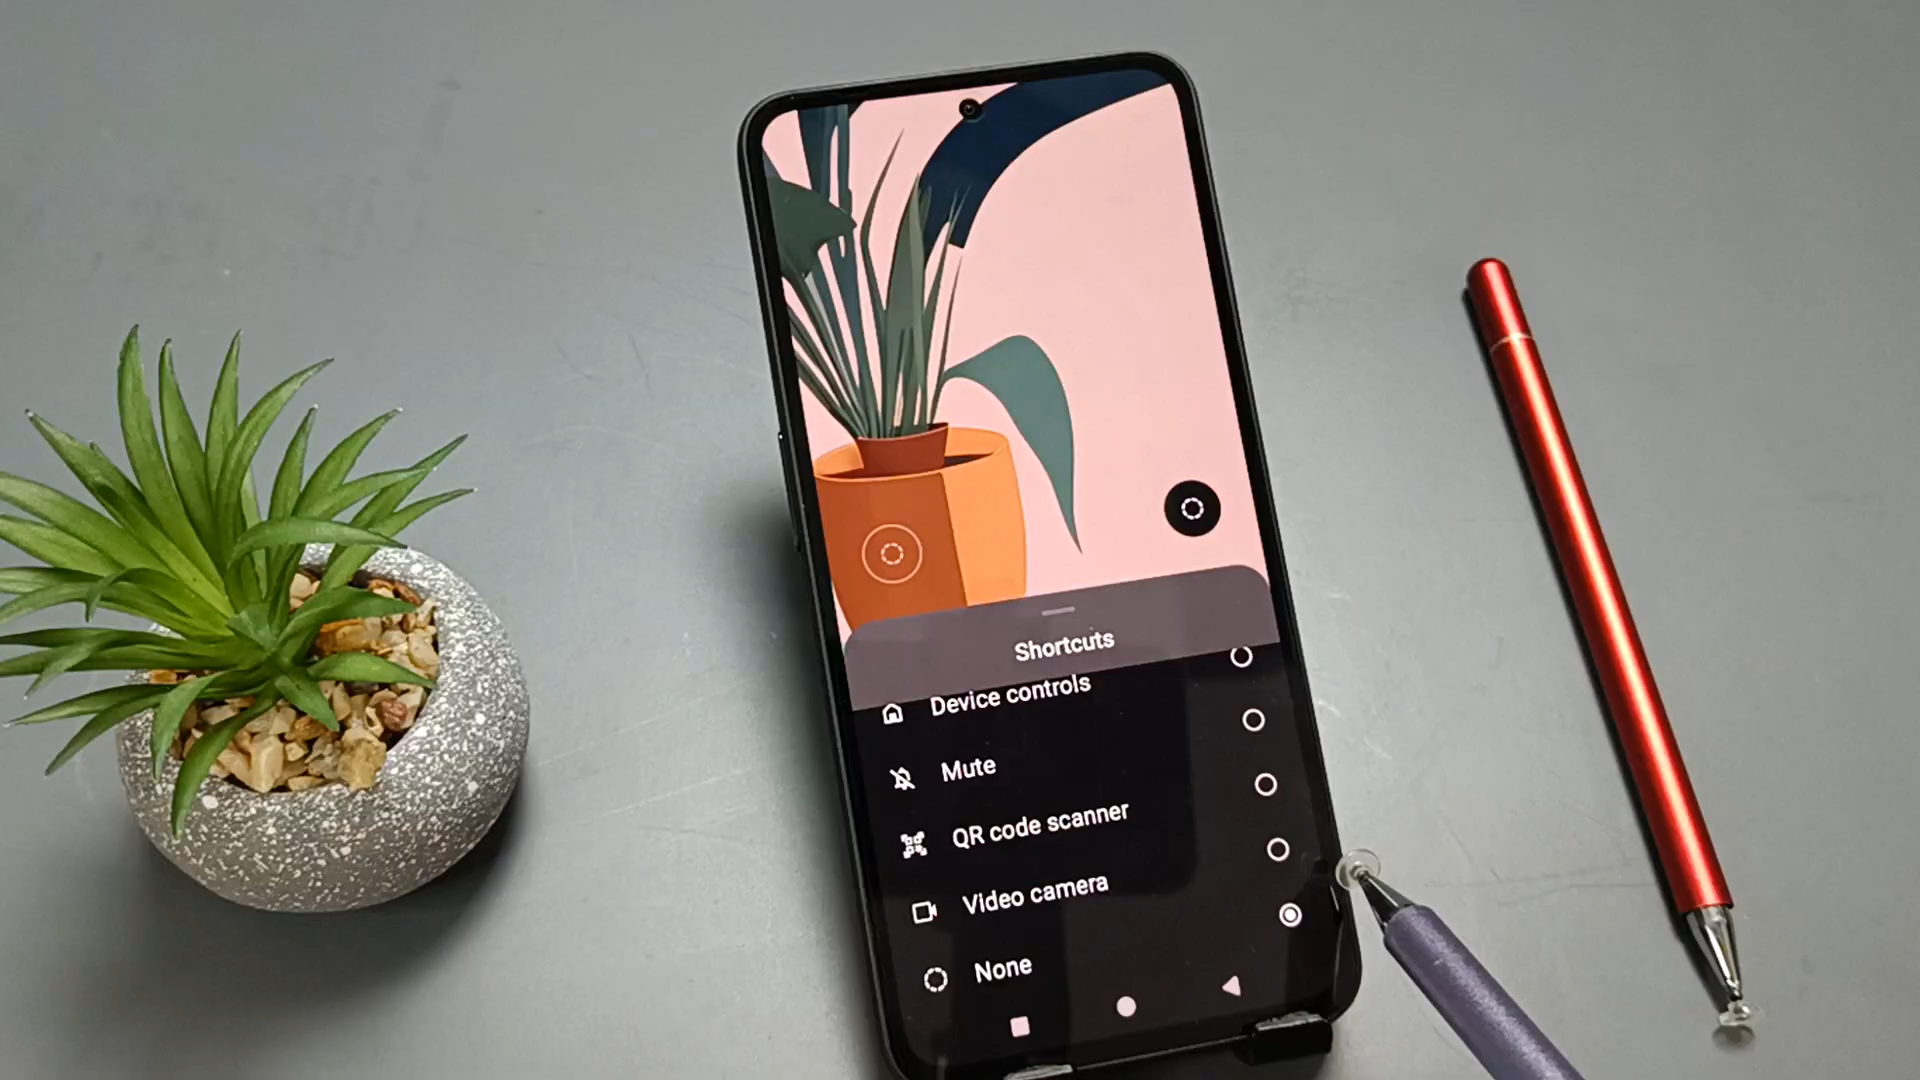 Shortcuts
Device controls
Mute
QR code scanner
Video camera
None